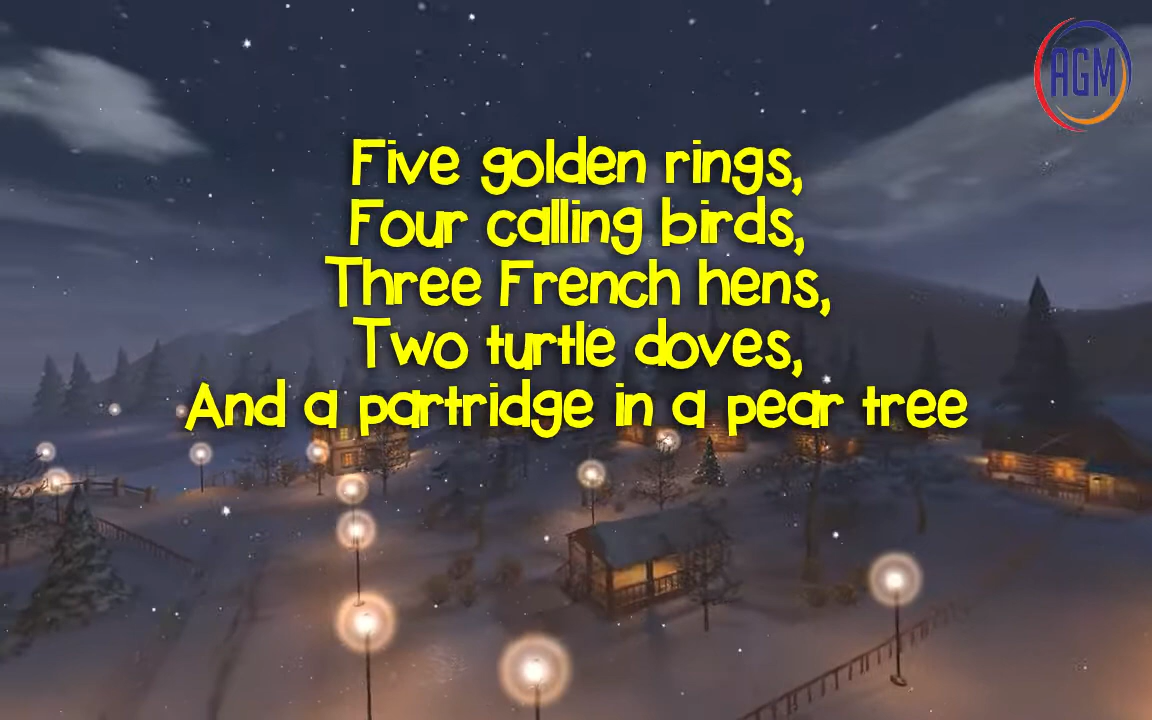 AGM
Five golden rings,
Four calling birds,
Three French hens,
Two turtle doves,
And a partridge in a pear tree